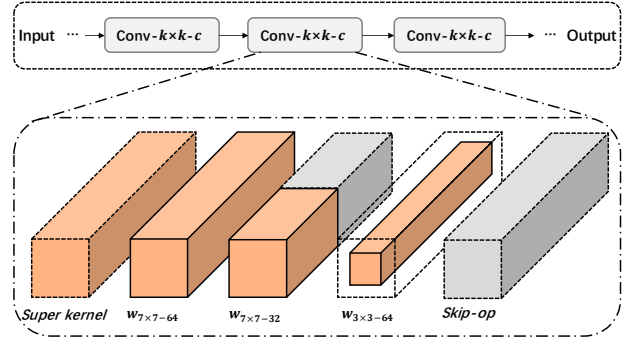 Input ... Conv-k×k-c Conv-k×k-c Conv-k×k-c ... Output
Super kernel w₇×₇₋₆₄ w₇×₇₋₃₂ w₃×₃₋₆₄ Skip-op